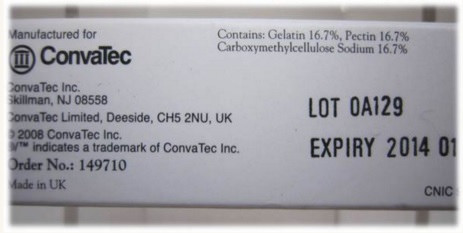 Manufactured for
ConvaTec
Contains: Gelatin 16.7%, Pectin 16.7%
Carboxymethylcellulose Sodium 16.7%
ConvaTec Inc.
Skillman, NJ 08558
ConvaTec Limited, Deeside, CH5 2NU, UK
© 2008 ConvaTec Inc.
®/™ indicates a trademark of ConvaTec Inc.
Order No.: 149710
Made in UK
LOT 0A129
EXPIRY 2014 01
CNIC